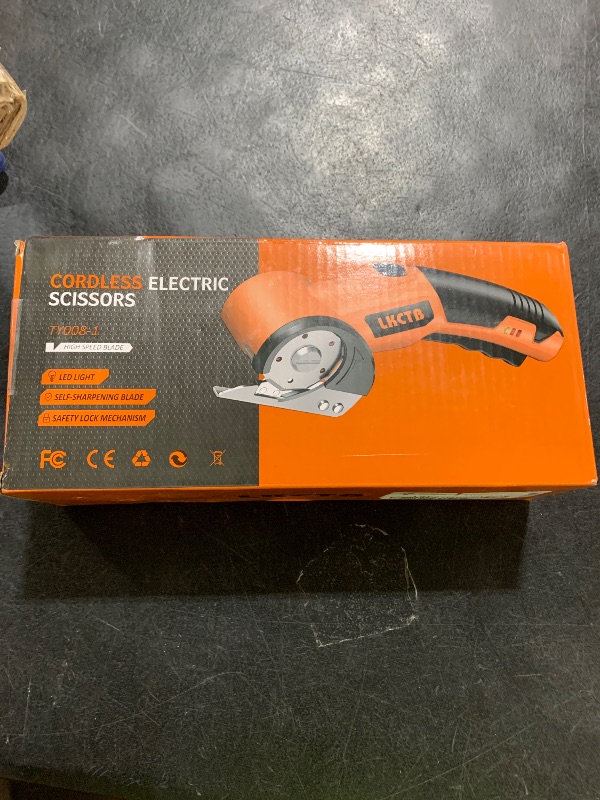 CORDLESS ELECTRIC
SCISSORS
TY008-1
HIGH SPEED BLADE
LED LIGHT
SELF-SHARPENING BLADE
SAFETY LOCK MECHANISM
FC CE
LKCTB